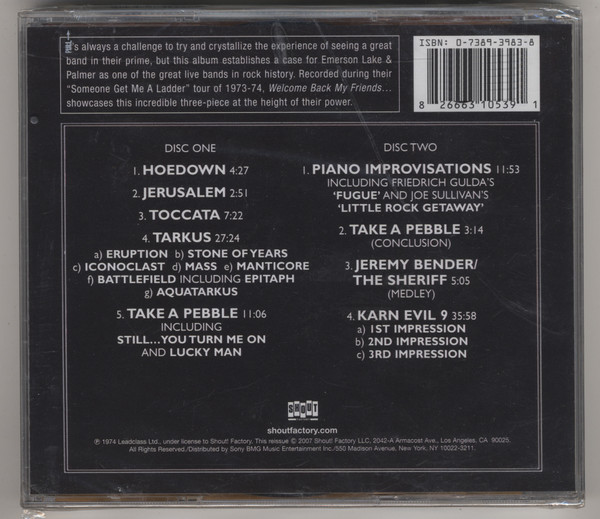 It's always a challenge to try and crystallize the experience of seeing a great
band in their prime, but this album establishes a case for Emerson Lake &
Palmer as one of the great live bands in rock history. Recorded during their
"Someone Get Me A Ladder" tour of 1973-74, Welcome Back My Friends...
showcases this incredible three-piece at the height of their power.
ISBN: 0-7389-3983-8
8 26663 10539 1
DISC ONE
1. HOEDOWN 4:27
2. JERUSALEM 2:51
3. TOCCATA 7:22
4. TARKUS 27:24
a) ERUPTION b) STONE OF YEARS
c) ICONOCLAST d) MASS e) MANTICORE
f) BATTLEFIELD INCLUDING EPITAPH
g) AQUATARKUS
5. TAKE A PEBBLE 11:06
INCLUDING
STILL...YOU TURN ME ON
AND LUCKY MAN
DISC TWO
1. PIANO IMPROVISATIONS 11:53
INCLUDING FRIEDRICH GULDA'S
'FUGUE' AND JOE SULLIVAN'S
'LITTLE ROCK GETAWAY'
2. TAKE A PEBBLE 3:14
(CONCLUSION)
3. JEREMY BENDER/
THE SHERIFF 5:05
(MEDLEY)
4. KARN EVIL 9 35:58
a) 1ST IMPRESSION
b) 2ND IMPRESSION
c) 3RD IMPRESSION
SHOUT
shoutfactory.com
℗ 1974 Leadclass Ltd., under license to Shout! Factory. This reissue © 2007 Shout! Factory LLC, 2042-A Armacost Ave., Los Angeles, CA 90025.
All Rights Reserved./Distributed by Sony BMG Music Entertainment Inc./550 Madison Avenue, New York, NY 10022-3211.